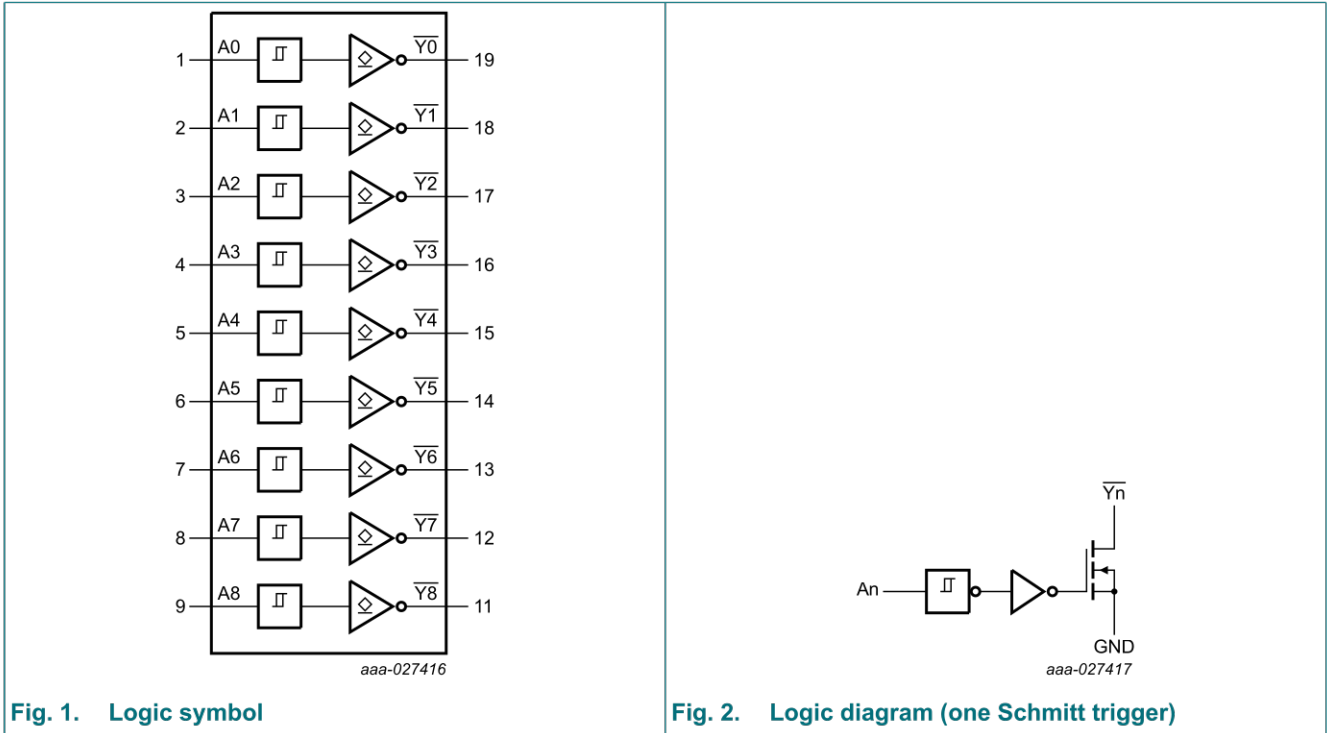 1 A0 Y0 19
2 A1 Y1 18
3 A2 Y2 17
4 A3 Y3 16
5 A4 Y4 15
6 A5 Y5 14
7 A6 Y6 13
8 A7 Y7 12
9 A8 Y8 11
aaa-027416
Fig. 1. Logic symbol
Yn
An
GND
aaa-027417
Fig. 2. Logic diagram (one Schmitt trigger)